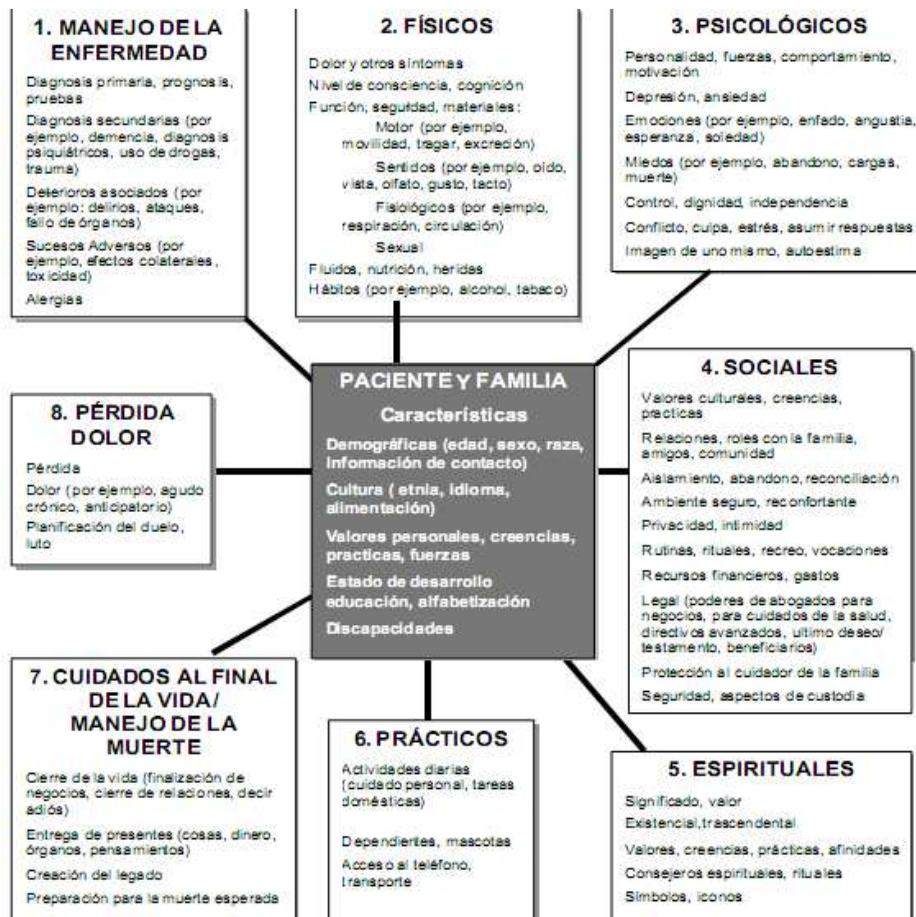 1. MANEJO DE LA
ENFERMEDAD
Diagnosis primaria, prognosis,
pruebas
Diagnosis secundarias (por
ejemplo, demencia, diagnosis
psiquiátricos, uso de drogas,
trauma)
Deterioros asociados (por
ejemplo: delirios, ataques,
fallo de órganos)
Sucesos Adversos (por
ejemplo, efectos colaterales,
toxicidad)
Alergias
2. FÍSICOS
Dolor y otros síntomas
Nivel de consciencia, cognición
Función, seguridad, materiales:
Motor (por ejemplo,
movilidad, tragar, excreción)
Sentidos (por ejemplo, oído,
vista, olfato, gusto, tacto)
Fisiológicos (por ejemplo,
respiración, circulación)
Sexual
Fluidos, nutrición, heridas
Hábitos (por ejemplo, alcohol, tabaco)
3. PSICOLÓGICOS
Personalidad, fuerzas, comportamiento,
motivación
Depresión, ansiedad
Emociones (por ejemplo, enfado, angustia,
esperanza, soledad)
Miedos (por ejemplo, abandono, cargas,
muerte)
Control, dignidad, independencia
Conflicto, culpa, estrés, asumir respuestas
Imagen de uno mismo, autoestima
PACIENTE Y FAMILIA
Características
Demográficas (edad, sexo, raza,
Información de contacto)
Cultura ( etnia, idioma,
alimentación)
Valores personales, creencias,
practicas, fuerzas
Estado de desarrollo
educación, alfabetización
Discapacidades
4. SOCIALES
Valores culturales, creencias,
practicas
Relaciones, roles con la familia,
amigos, comunidad
Aislamiento, abandono, reconciliación
Ambiente seguro, reconfortante
Privacidad, intimidad
Rutinas, rituales, recreo, vocaciones
Recursos financieros, gastos
Legal (poderes de abogados para
negocios, para cuidados de la salud,
directivos avanzados, ultimo deseo/
testamento, beneficiarios)
Protección al cuidador de la familia
Seguridad, aspectos de custodia
8. PÉRDIDA
DOLOR
Pérdida
Dolor (por ejemplo, agudo
crónico, anticipatorio)
Planificación del duelo,
luto
7. CUIDADOS AL FINAL
DE LA VIDA/
MANEJO DE LA
MUERTE
Cierre de la vida (finalización de
negocios, cierre de relaciones, decir
adiós)
Entrega de presentes (cosas, dinero,
órganos, pensamientos)
Creación del legado
Preparación para la muerte esperada
6. PRÁCTICOS
Actividades diarias
(cuidado personal, tareas
domésticas)
Dependientes, mascotas
Acceso al teléfono,
transporte
5. ESPIRITUALES
Significado, valor
Existencial,trascendental
Valores, creencias, prácticas, afinidades
Consejeros espirituales, rituales
Símbolos, iconos